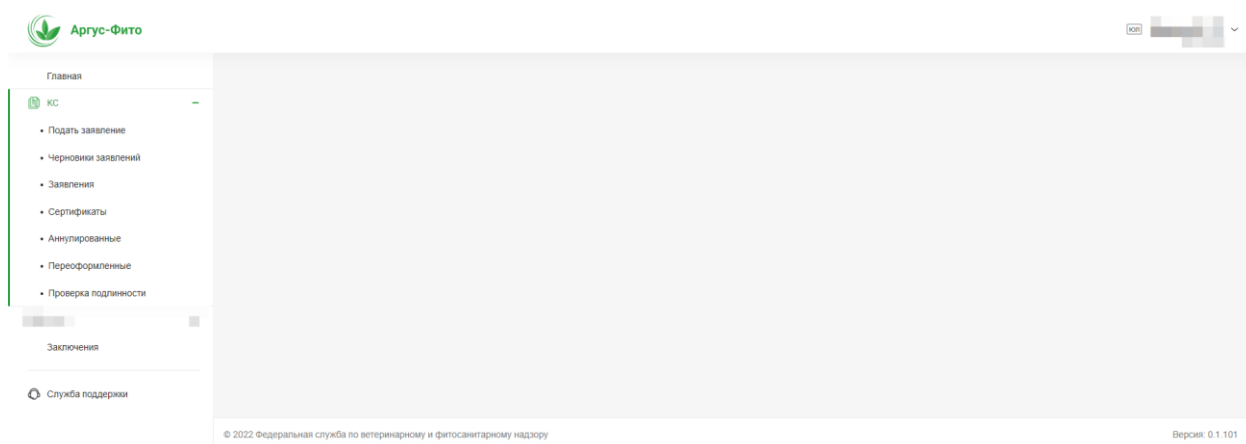 Аргус-Фито
ЮЛ
Главная
КС
Подать заявление
Черновики заявлений
Заявления
Сертификаты
Аннулированные
Переоформленные
Проверка подлинности
Заключения
Служба поддержки
© 2022 Федеральная служба по ветеринарному и фитосанитарному надзору
Версия: 0.1.101